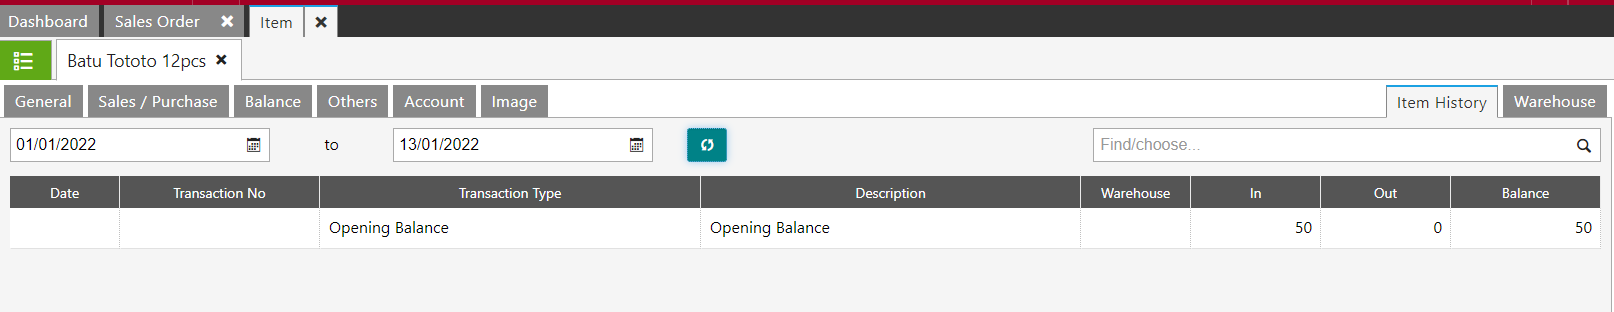 Dashboard Sales Order Item
Batu Tototo 12pcs
General Sales / Purchase Balance Others Account Image Item History Warehouse
01/01/2022 to 13/01/2022 Find/choose...
Date Transaction No Transaction Type Description Warehouse In Out Balance
Opening Balance Opening Balance 50 0 50